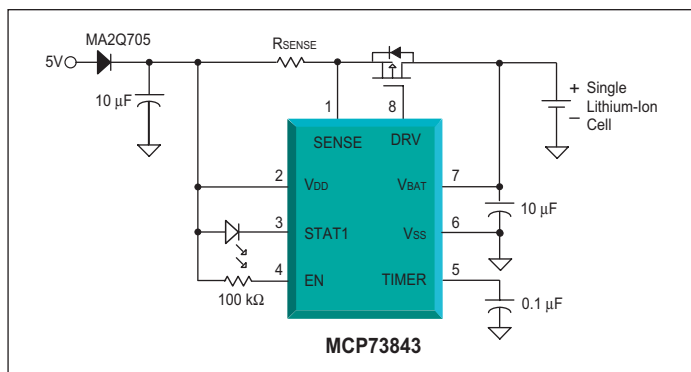 MA2Q705
5V
RSENSE
10 µF
1
8
+ Single
– Lithium-Ion
Cell
SENSE
DRV
2
VDD
VBAT
7
10 µF
3
STAT1
VSS
6
4
EN
TIMER
5
100 kΩ
0.1 µF
MCP73843